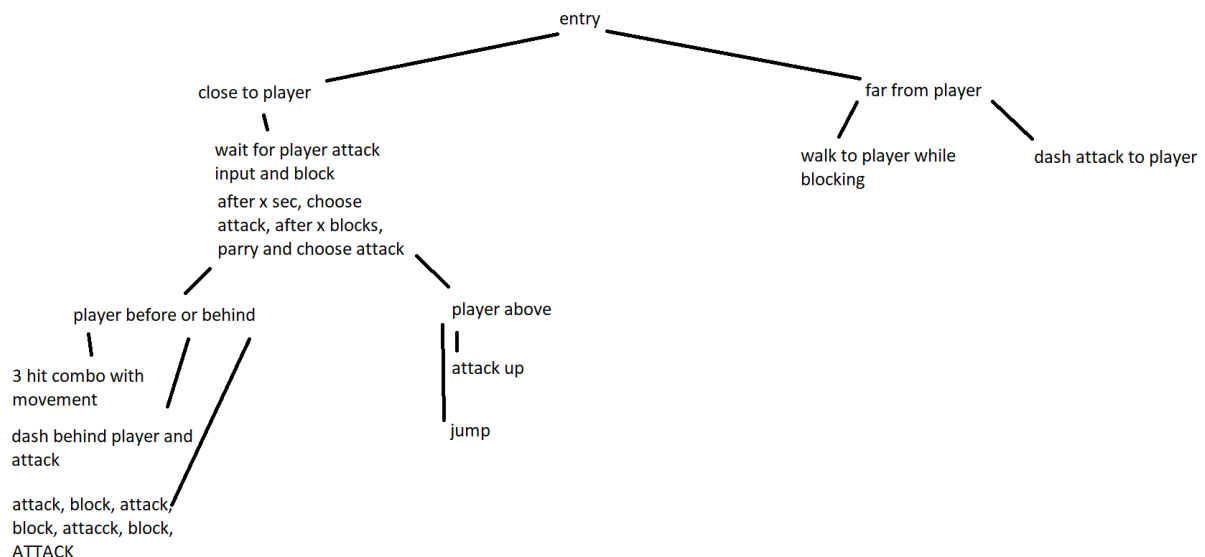 entry
close to player
far from player
wait for player attack
input and block
walk to player while
blocking
dash attack to player
after x sec, choose
attack, after x blocks,
parry and choose attack
player before or behind
player above
3 hit combo with
movement
attack up
dash behind player and
attack
jump
attack, block, attack,
block, attacck, block,
ATTACK